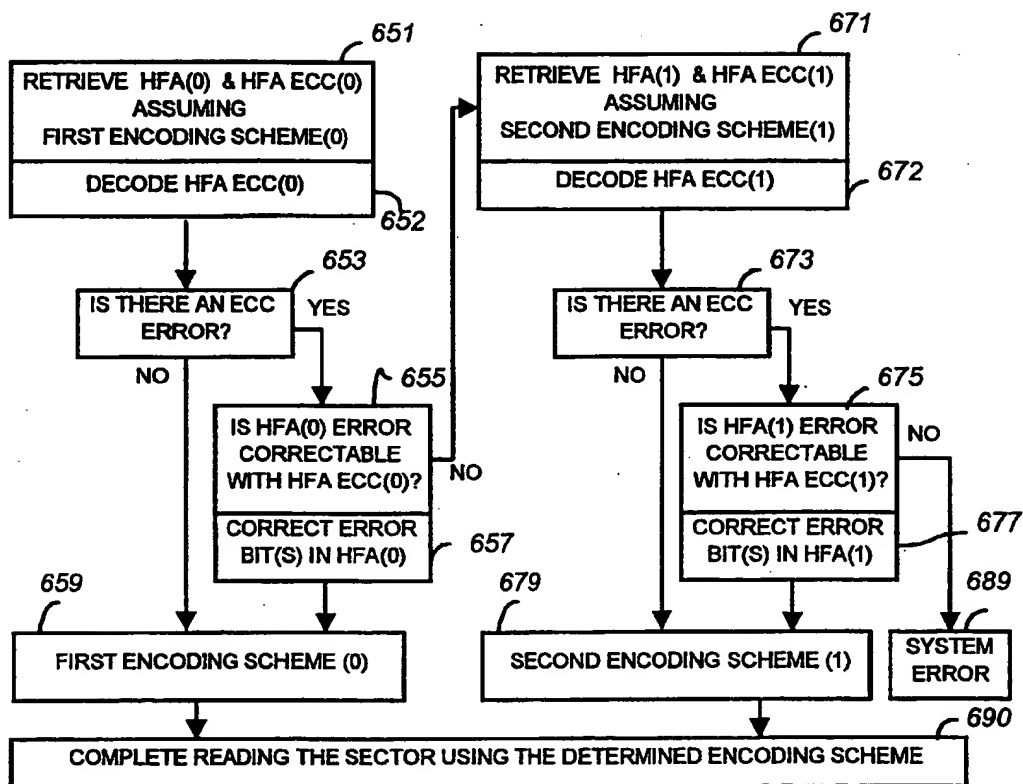 651
RETRIEVE HFA(0) & HFA ECC(0)
ASSUMING
FIRST ENCODING SCHEME(0)
DECODE HFA ECC(0)
652
653
IS THERE AN ECC
ERROR?
YES
NO
655
IS HFA(0) ERROR
CORRECTABLE
WITH HFA ECC(0)?
NO
CORRECT ERROR
BIT(S) IN HFA(0)
657
659
FIRST ENCODING SCHEME (0)
671
RETRIEVE HFA(1) & HFA ECC(1)
ASSUMING
SECOND ENCODING SCHEME(1)
DECODE HFA ECC(1)
672
673
IS THERE AN ECC
ERROR?
YES
NO
675
IS HFA(1) ERROR
CORRECTABLE
WITH HFA ECC(1)?
NO
CORRECT ERROR
BIT(S) IN HFA(1)
677
679
SECOND ENCODING SCHEME (1)
689
SYSTEM
ERROR
690
COMPLETE READING THE SECTOR USING THE DETERMINED ENCODING SCHEME